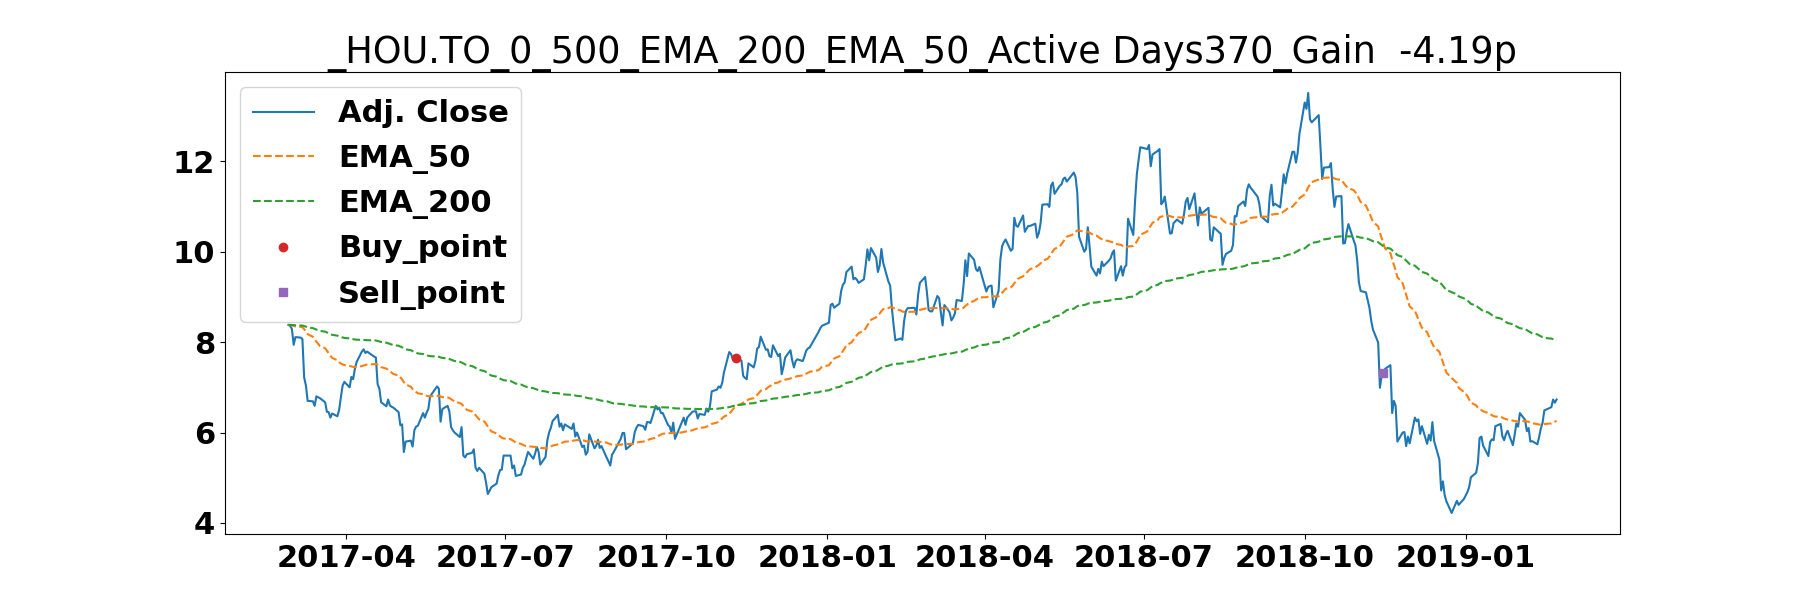 _HOU.TO_0_500_EMA_200_EMA_50_Active Days370_Gain  -4.19p
Adj. Close
EMA_50
EMA_200
Buy_point
Sell_point
12
10
8
6
4
2017-04 2017-07 2017-10 2018-01 2018-04 2018-07 2018-10 2019-01